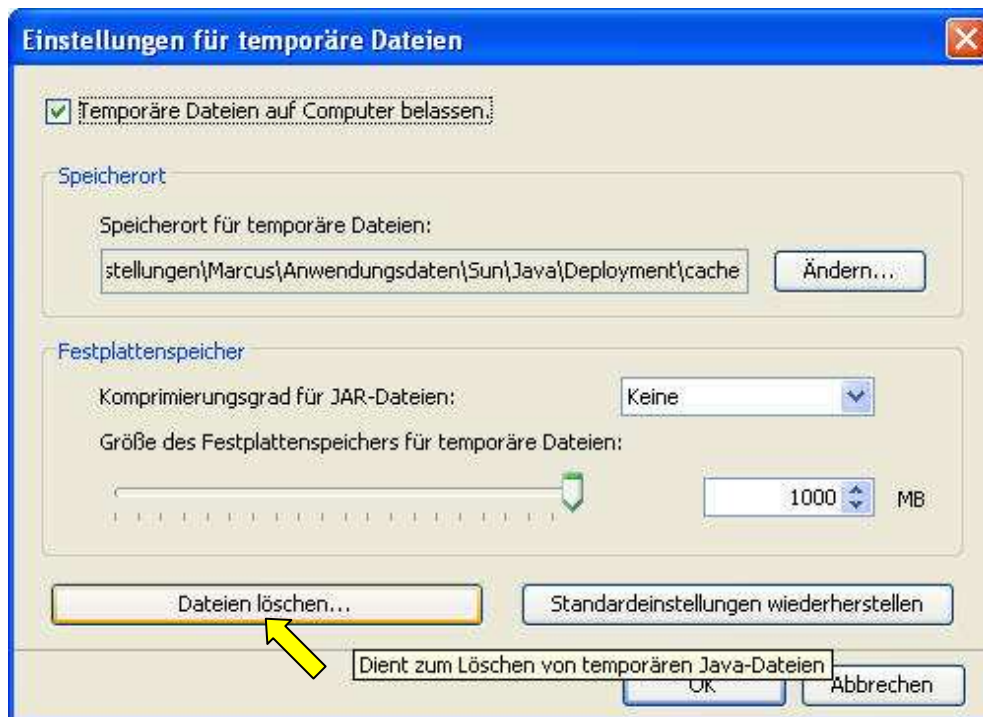 Einstellungen für temporäre Dateien
Temporäre Dateien auf Computer belassen.
Speicherort
Speicherort für temporäre Dateien:
stellungen\Marcus\Anwendungsdaten\Sun\Java\Deployment\cache
Ändern...
Festplattenspeicher
Komprimierungsgrad für JAR-Dateien:
Keine
Größe des Festplattenspeichers für temporäre Dateien:
1000
MB
Dateien löschen...
Standardeinstellungen wiederherstellen
Dient zum Löschen von temporären Java-Dateien
OK
Abbrechen